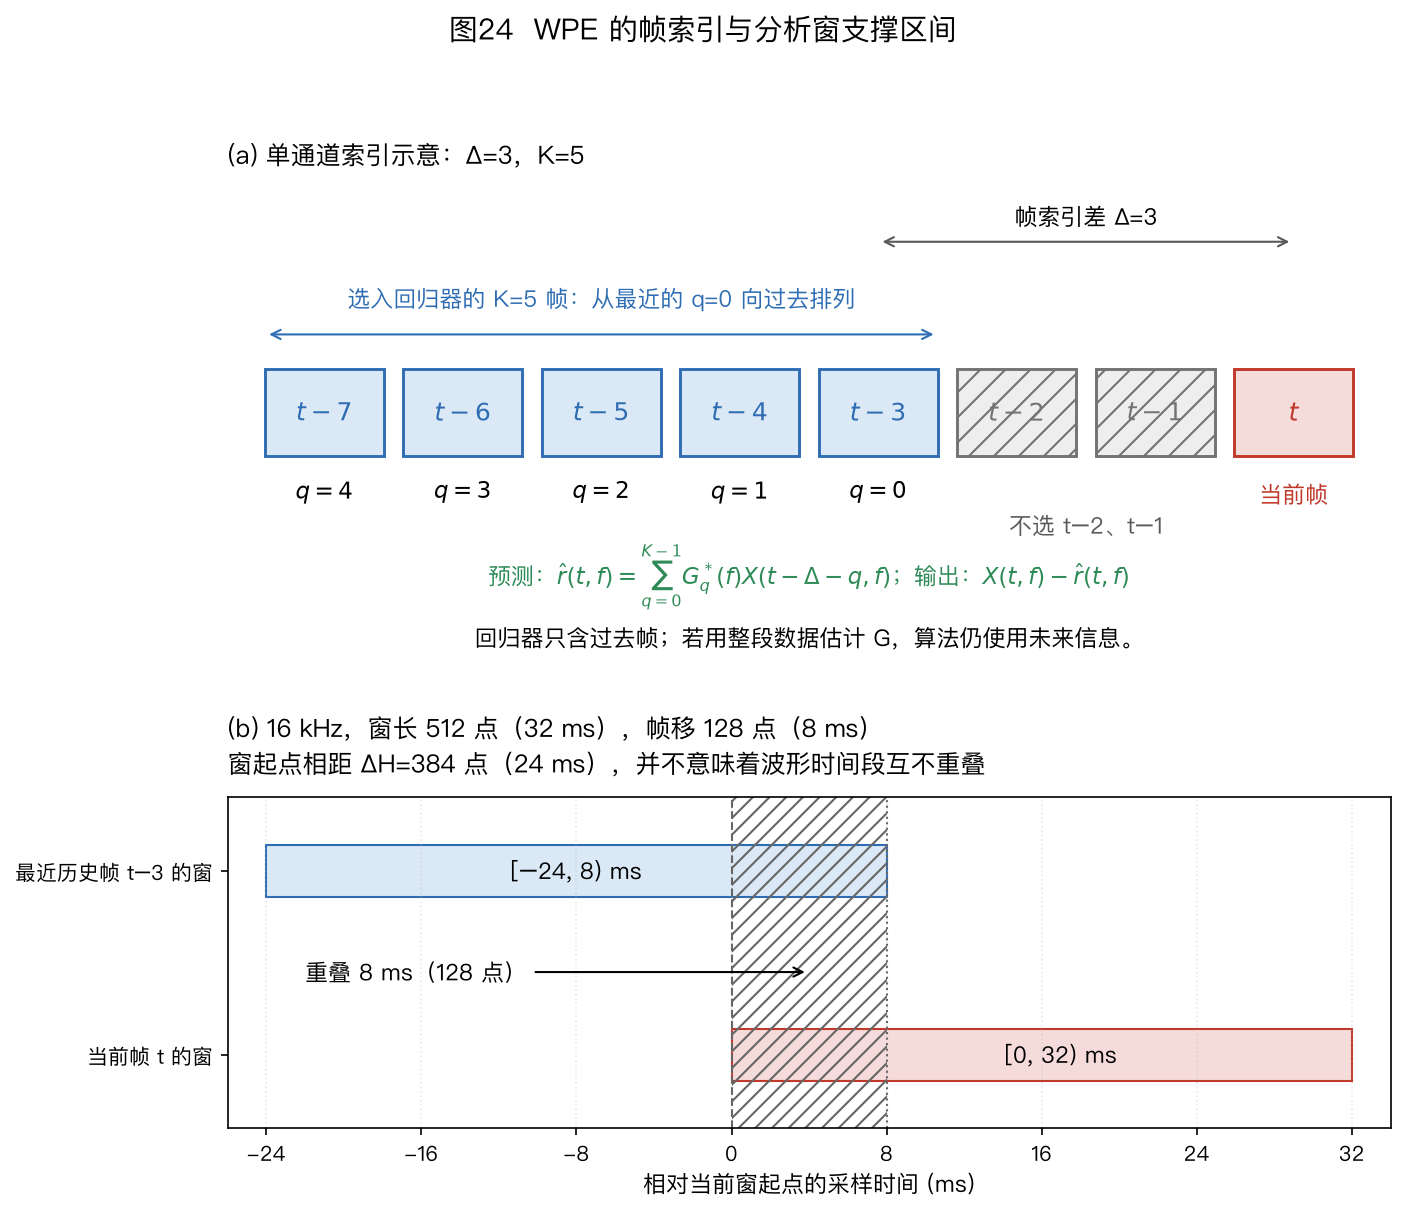 图24  WPE 的帧索引与分析窗支撑区间
(a) 单通道索引示意：Δ=3，K=5
帧索引差 Δ=3
选入回归器的 K=5 帧：从最近的 q=0 向过去排列
t − 7  t − 6  t − 5  t − 4  t − 3  t − 2  t − 1  t
q = 4  q = 3  q = 2  q = 1  q = 0  当前帧
不选 t−2、t−1
预测：r̂(t, f) = ∑_{q=0}^{K−1} G_q^*(f)X(t − Δ − q, f)；输出：X(t, f) − r̂(t, f)
回归器只含过去帧；若用整段数据估计 G，算法仍使用未来信息。
(b) 16 kHz，窗长 512 点（32 ms），帧移 128 点（8 ms）
窗起点相距 ΔH=384 点（24 ms），并不意味着波形时间段互不重叠
最近历史帧 t−3 的窗
[−24, 8) ms
重叠 8 ms（128 点）
当前帧 t 的窗
[0, 32) ms
−24  −16  −8  0  8  16  24  32
相对当前窗起点的采样时间 (ms)